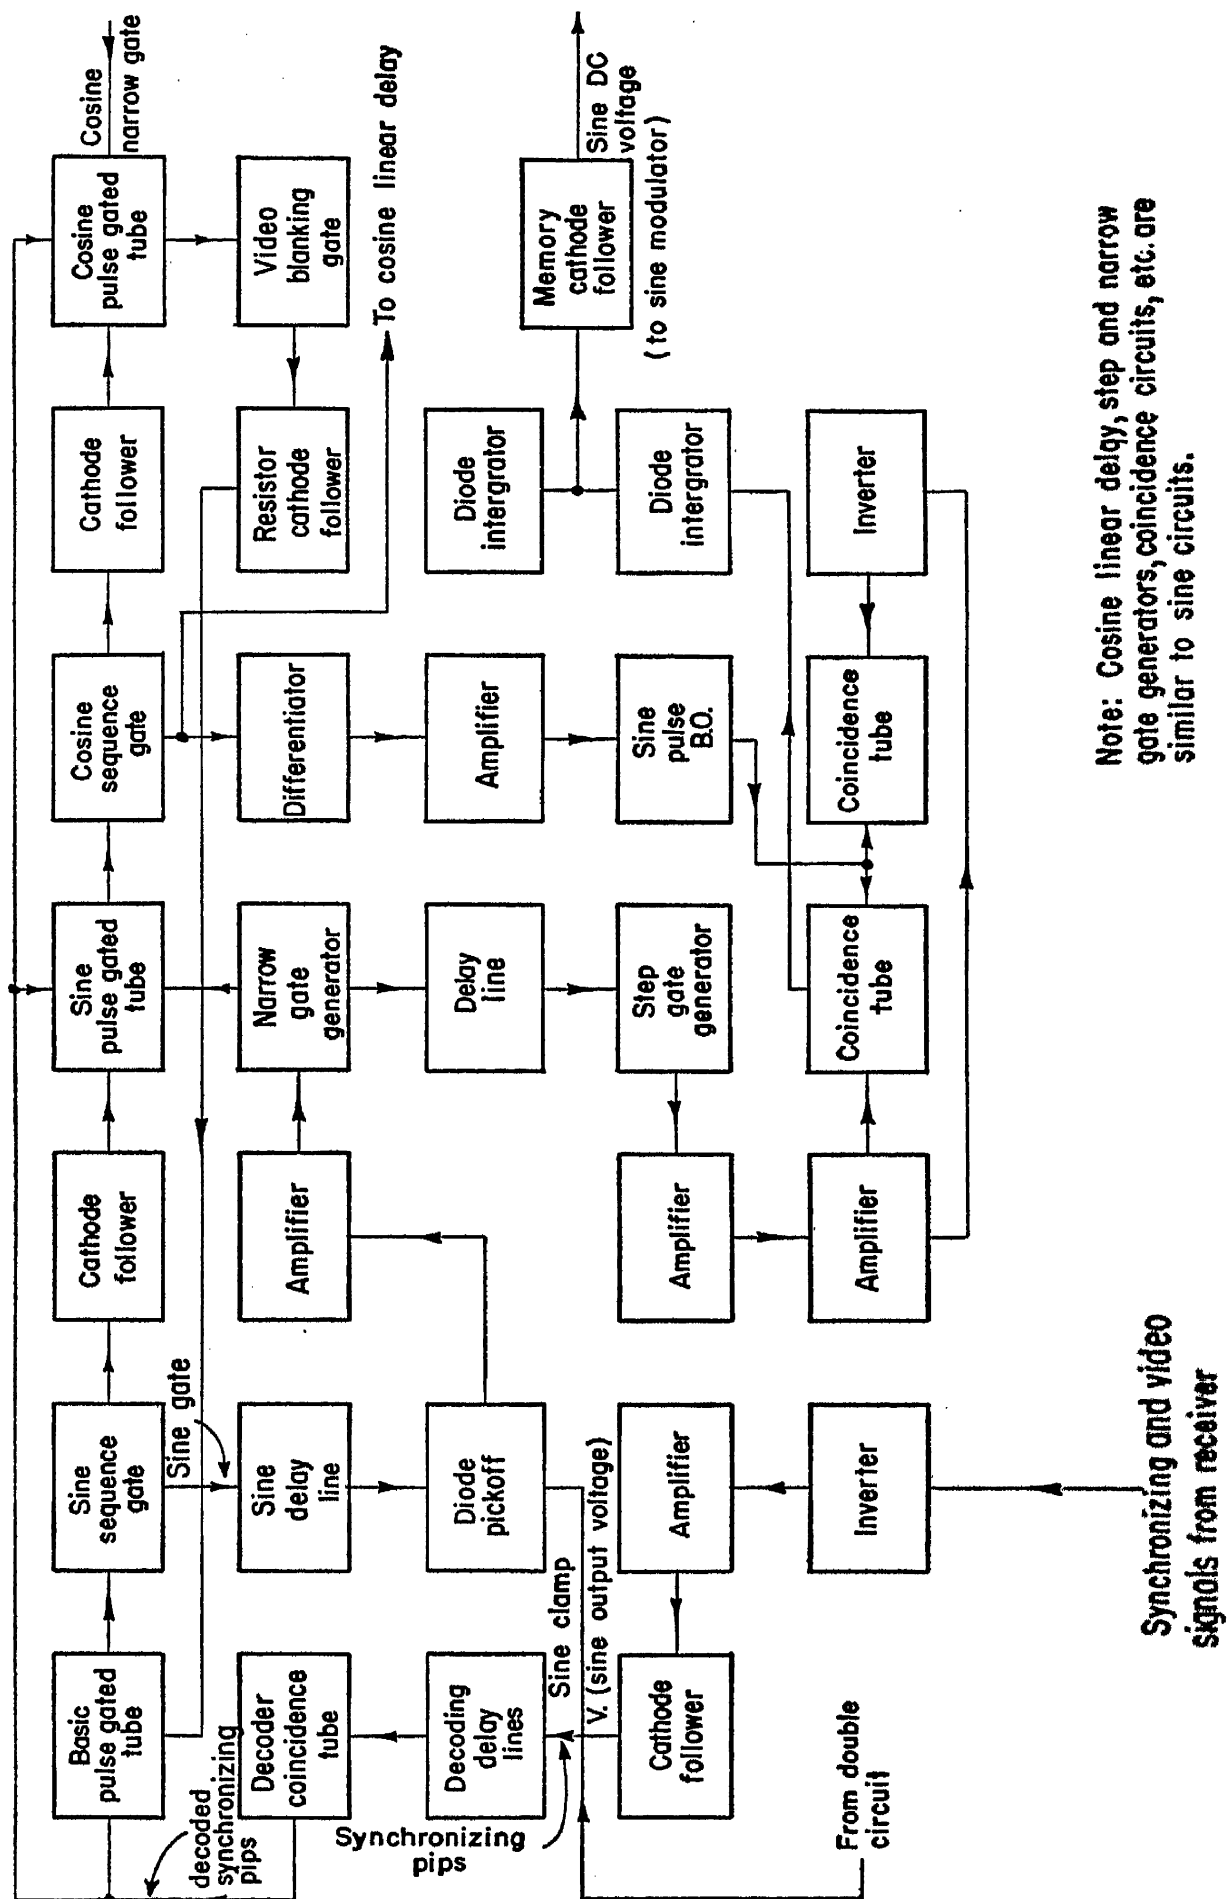 Basic
pulse gated
tube
Sine
sequence
gate
Cathode
follower
Sine
pulse gated
tube
Cosine
sequence
gate
Cathode
follower
Cosine
pulse gated
tube
Cosine
narrow gate
decoded
synchronizing
pips
Sine gate
Decoder
coincidence
tube
Sine
delay
line
Amplifier
Narrow
gate
generator
Differentiator
Resistor
cathode
follower
Video
blanking
gate
To cosine linear delay
Synchronizing
pips
Decoding
delay
lines
Diode
pickoff
Delay
line
Amplifier
Diode
intergrator
Memory
cathode
follower
Sine DC
voltage
(to sine modulator)
Sine clamp
V. (sine output voltage)
Cathode
follower
Amplifier
Amplifier
Step
gate
generator
Sine
pulse
B.O.
Diode
intergrator
From double
circuit
Inverter
Amplifier
Coincidence
tube
Coincidence
tube
Inverter
Synchronizing and video
signals from receiver
Note: Cosine linear delay, step and narrow
gate generators, coincidence circuits, etc. are
similar to sine circuits.